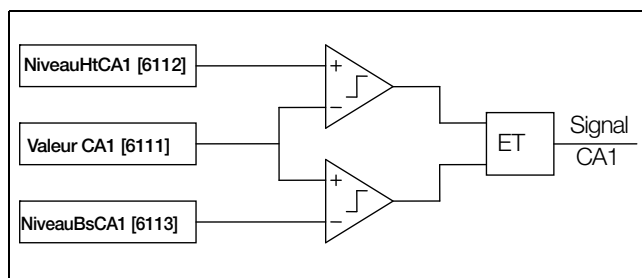 NiveauHtCA1 [6112]
+
−
Signal
Valeur CA1 [6111]
ET
CA1
+
−
NiveauBsCA1 [6113]